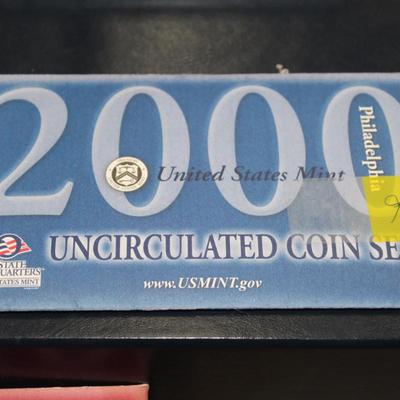 2000
Philadelphia
United States Mint
UNCIRCULATED COIN SE
STATE
QUARTERS
STATES MINT
www.USMINT.gov